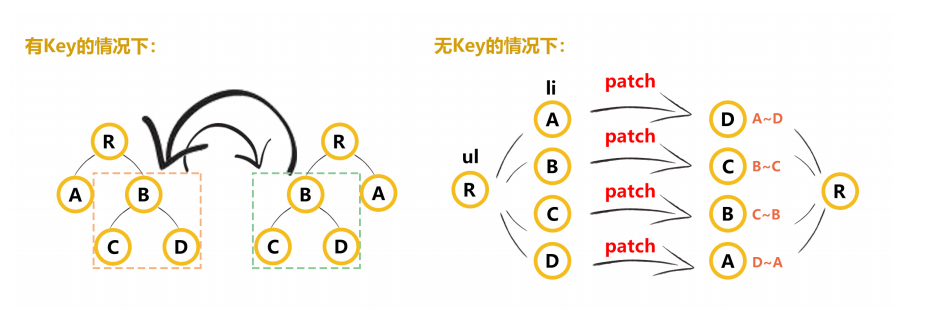 有Key的情况下：
R
A
B
C
D
R
B
A
C
D
无Key的情况下：
li
ul
R
A
patch
D
A~D
B
patch
C
B~C
C
patch
B
C~B
D
patch
A
D~A
R